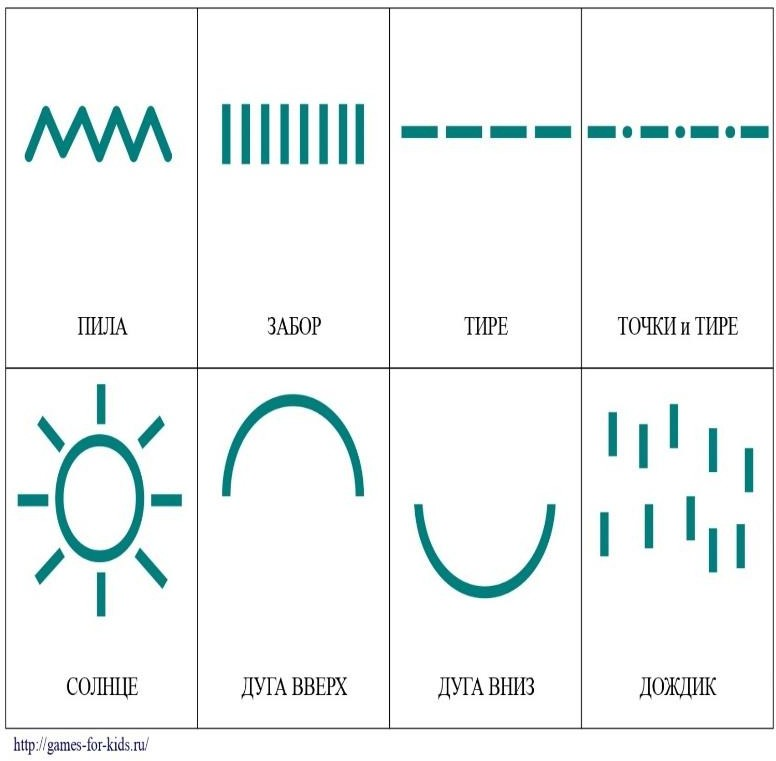 ПИЛА
ЗАБОР
ТИРЕ
ТОЧКИ и ТИРЕ
СОЛНЦЕ
ДУГА ВВЕРХ
ДУГА ВНИЗ
ДОЖДИК
http://games-for-kids.ru/